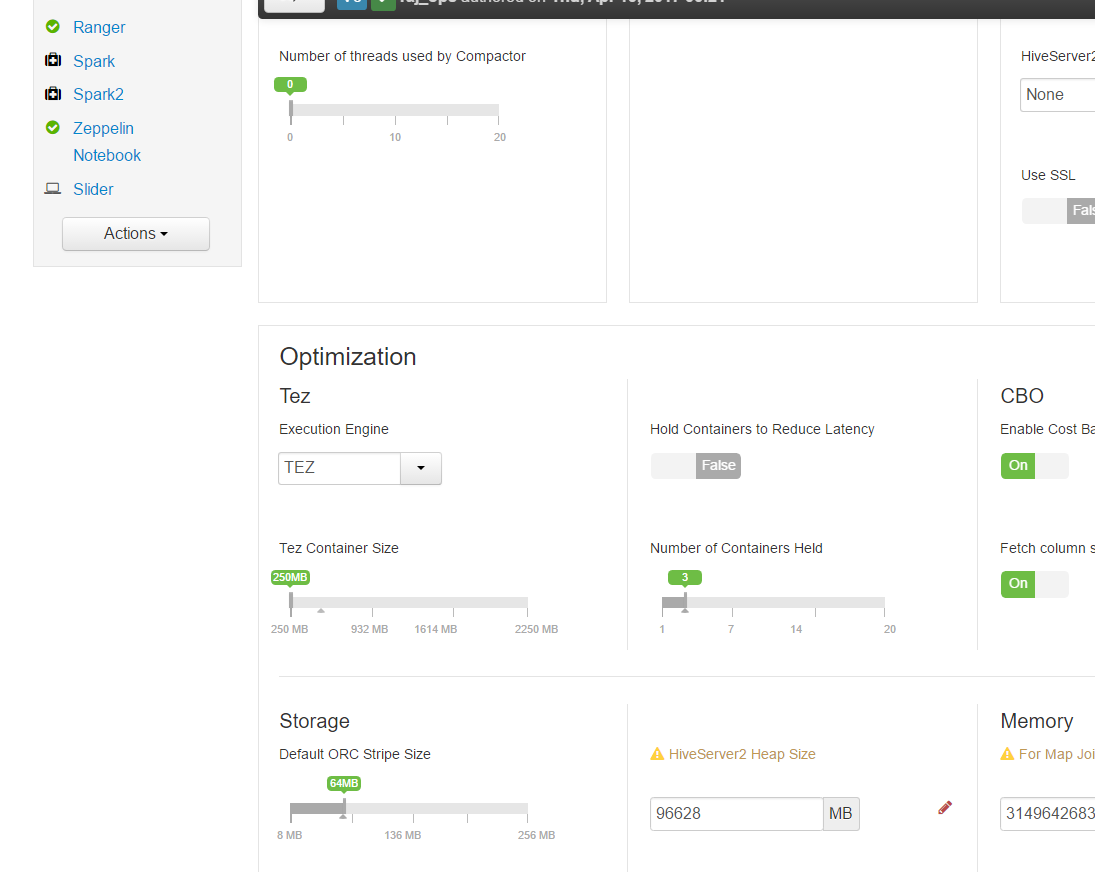 Ranger
Spark
Spark2
Zeppelin
Notebook
Slider
Actions
Number of threads used by Compactor
0
0 10 20
HiveServer2
None
Use SSL
Fals
Optimization
Tez
Execution Engine
TEZ
Hold Containers to Reduce Latency
False
CBO
Enable Cost Ba
On
Tez Container Size
250MB
250 MB 932 MB 1614 MB 2250 MB
Number of Containers Held
3
1 7 14 20
Fetch column s
On
Storage
Default ORC Stripe Size
64MB
8 MB 136 MB 256 MB
HiveServer2 Heap Size
96628 MB
Memory
For Map Joi
3149642683